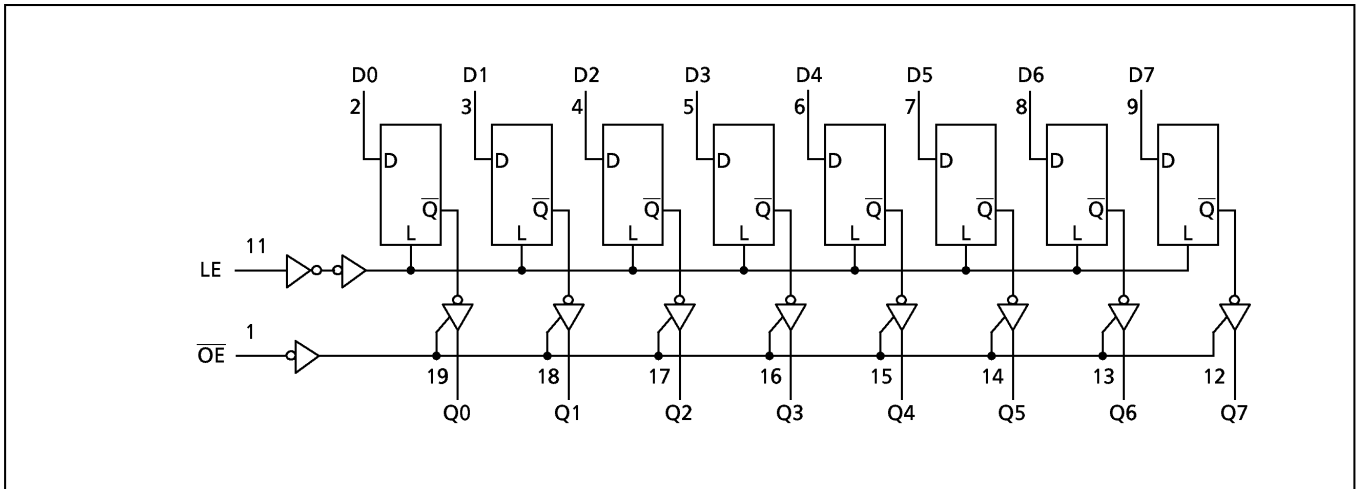 D0 D1 D2 D3 D4 D5 D6 D7
2 3 4 5 6 7 8 9
D D D D D D D D
Q̅ Q̅ Q̅ Q̅ Q̅ Q̅ Q̅ Q̅
L L L L L L L L
11
LE
1
O̅E̅
19 18 17 16 15 14 13 12
Q0 Q1 Q2 Q3 Q4 Q5 Q6 Q7